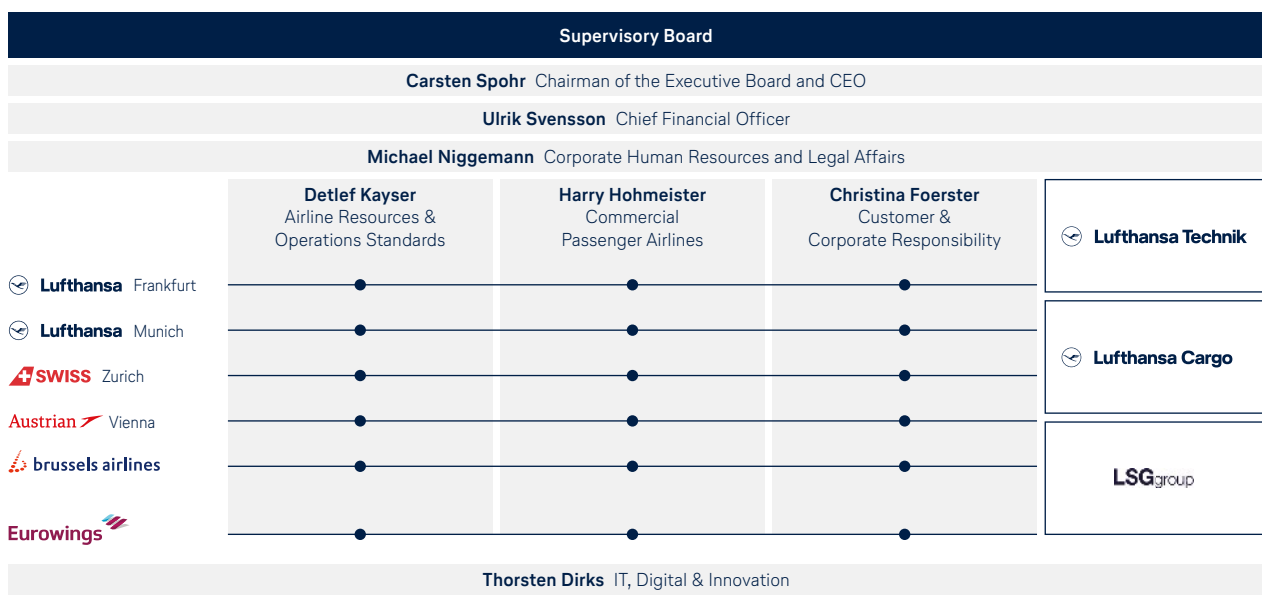 Supervisory Board
Carsten Spohr Chairman of the Executive Board and CEO
Ulrik Svensson Chief Financial Officer
Michael Niggemann Corporate Human Resources and Legal Affairs
Detlef Kayser
Airline Resources &
Operations Standards
Harry Hohmeister
Commercial
Passenger Airlines
Christina Foerster
Customer &
Corporate Responsibility
Lufthansa Technik
Lufthansa Frankfurt
Lufthansa Munich
Lufthansa Cargo
SWISS Zurich
Austrian Vienna
brussels airlines
LSGgroup
Eurowings
Thorsten Dirks IT, Digital & Innovation